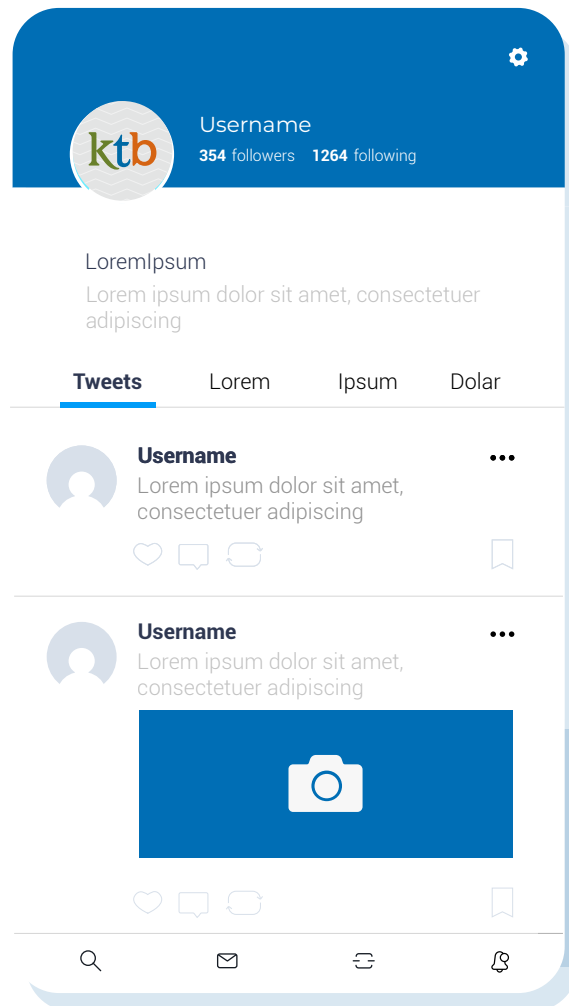 ktb
Username
354 followers 1264 following
LoremIpsum
Lorem ipsum dolor sit amet, consectetuer
adipiscing
Tweets Lorem Ipsum Dolar
Username
Lorem ipsum dolor sit amet,
consectetuer adipiscing
Username
Lorem ipsum dolor sit amet,
consectetuer adipiscing